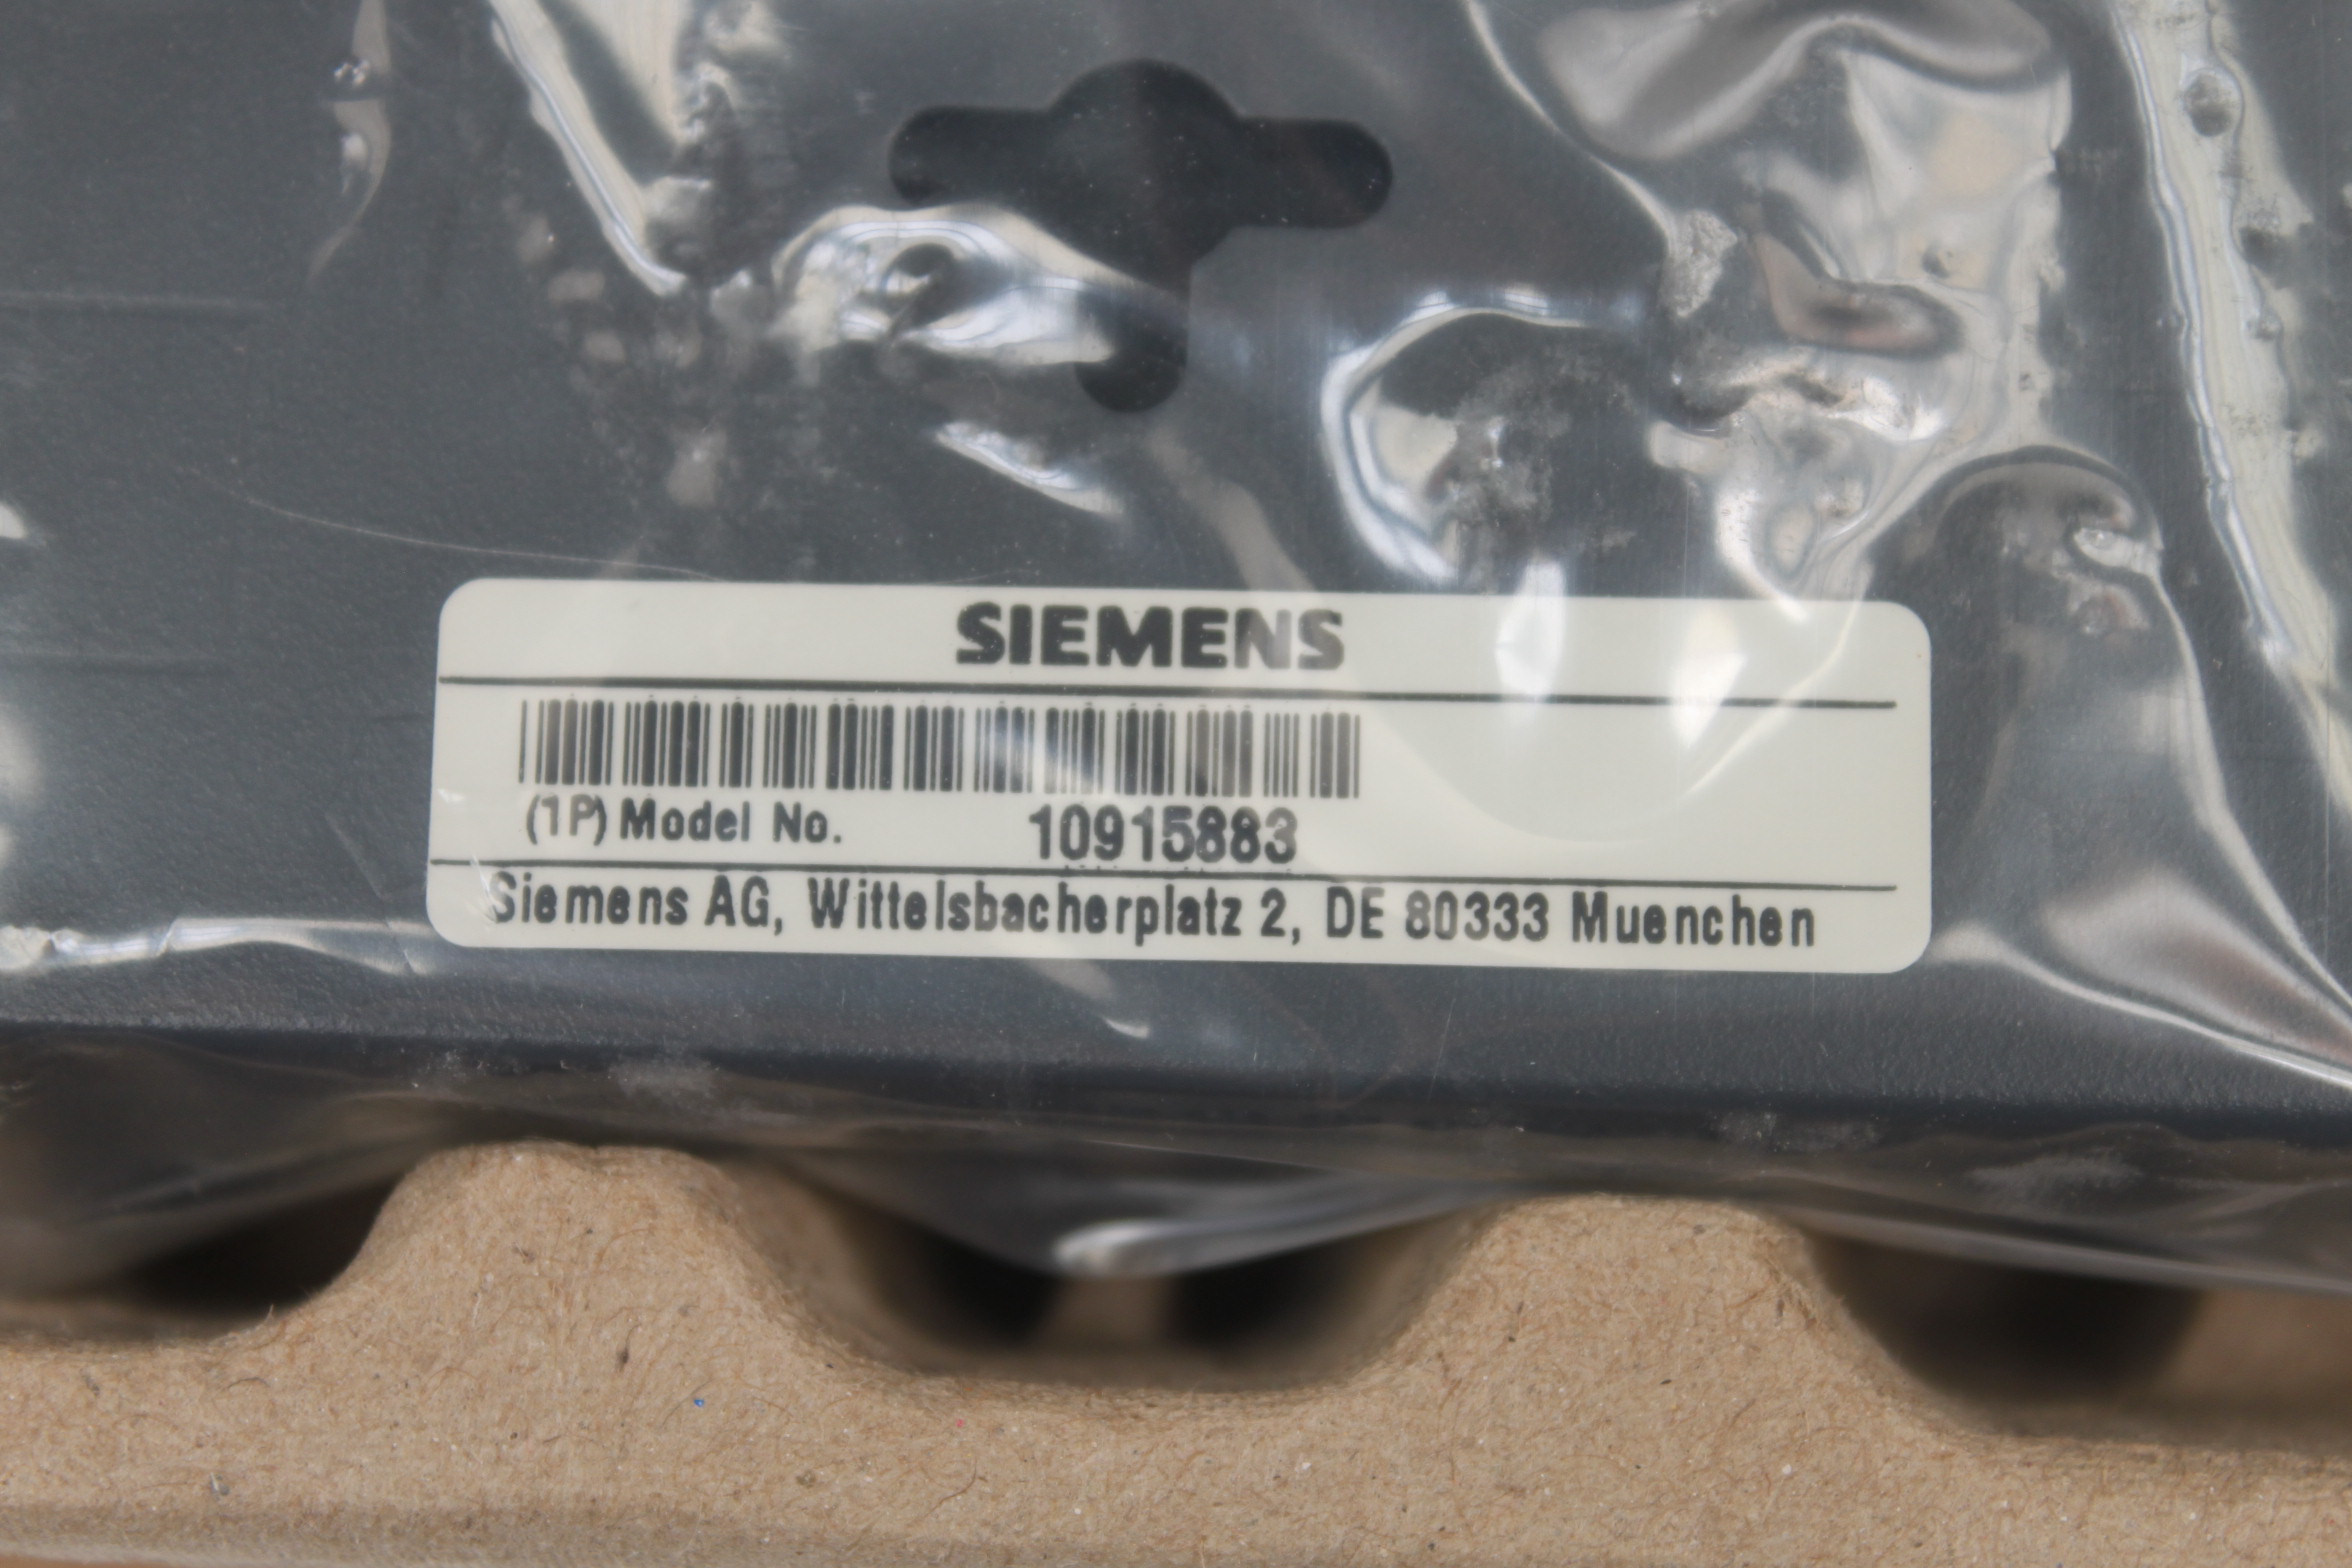 SIEMENS
(1P) Model No. 10915883
Siemens AG, Wittelsbacherplatz 2, DE 80333 Muenchen